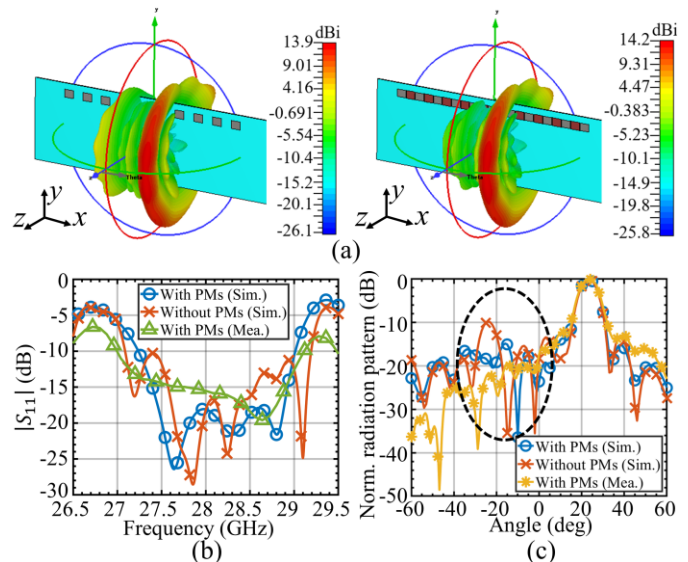 dBi
13.9
9.01
4.16
-0.691
-5.54
-10.4
-15.2
-26.1
y
z
x
Theta
dBi
14.2
9.31
4.47
-0.383
-5.23
-10.1
-14.9
-25.8
y
z
x
Theta
(a)
0
-5
-10
-15
-20
-25
-30
|S11| (dB)
With PMs (Sim.)
Without PMs (Sim.)
With PMs (Mea.)
26.5 27 27.5 28 28.5 29 29.5
Frequency (GHz)
(b)
0
-10
-20
-30
-40
-50
Norm. radiation pattern (dB)
With PMs (Sim.)
Without PMs (Sim.)
With PMs (Mea.)
-60 -40 -20 0 20 40 60
Angle (deg)
(c)